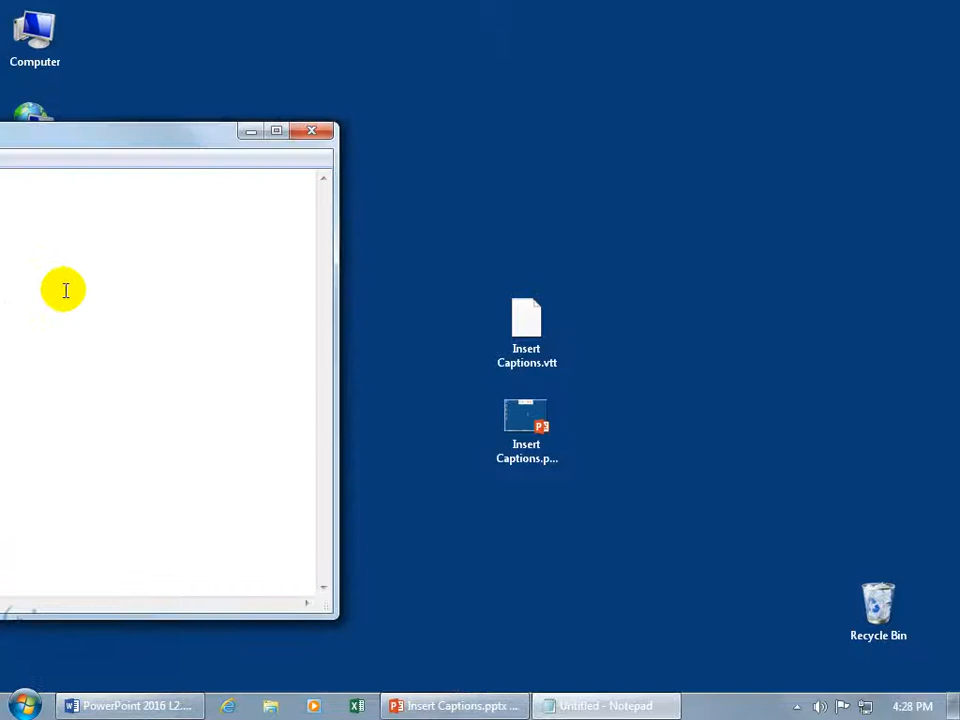 Computer
Insert
Captions.vtt
Insert
Captions.p...
Recycle Bin
PowerPoint 2016 L2....
Insert Captions.pptx ...
Untitled - Notepad
4:28 PM